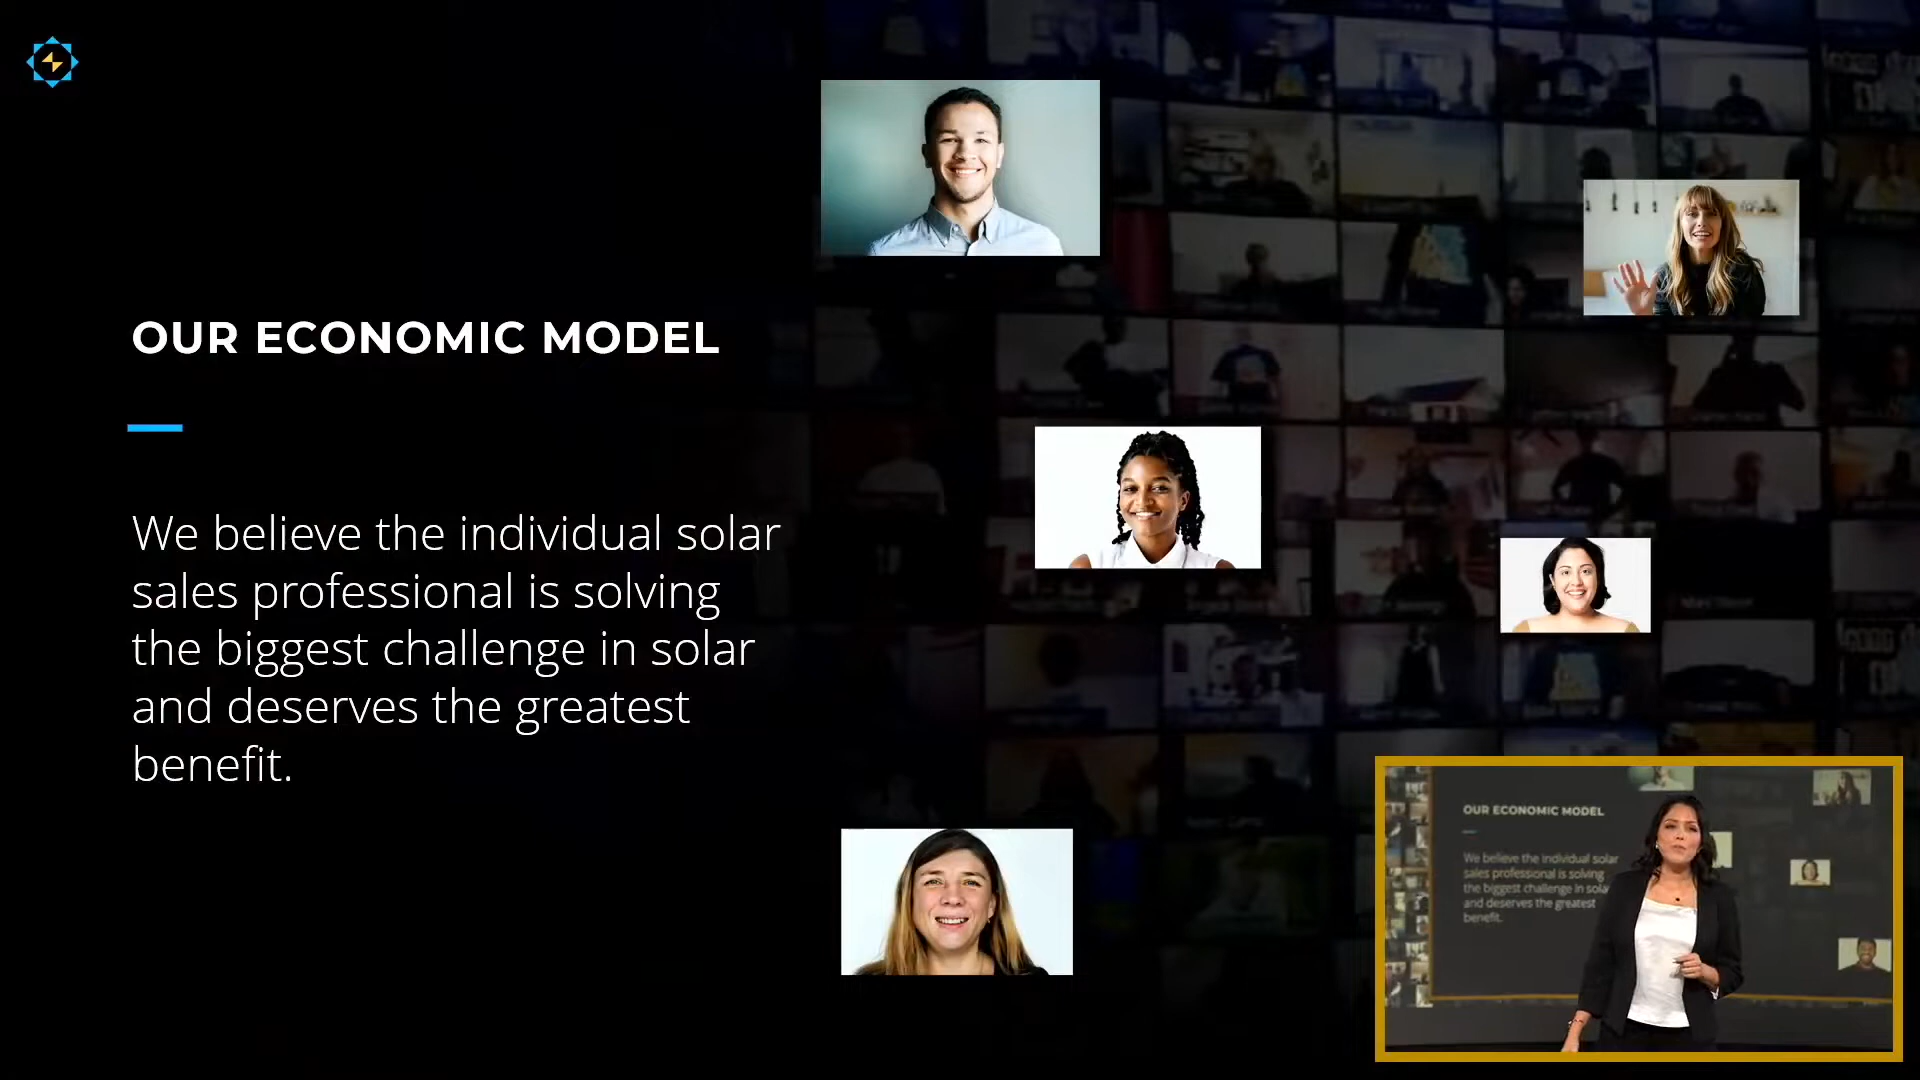 OUR ECONOMIC MODEL
We believe the individual solar
sales professional is solving
the biggest challenge in solar
and deserves the greatest
benefit.
OUR ECONOMIC MODEL
We believe the individual solar
sales professional is solving
the biggest challenge in sola
and deserves the greatest
benefit.